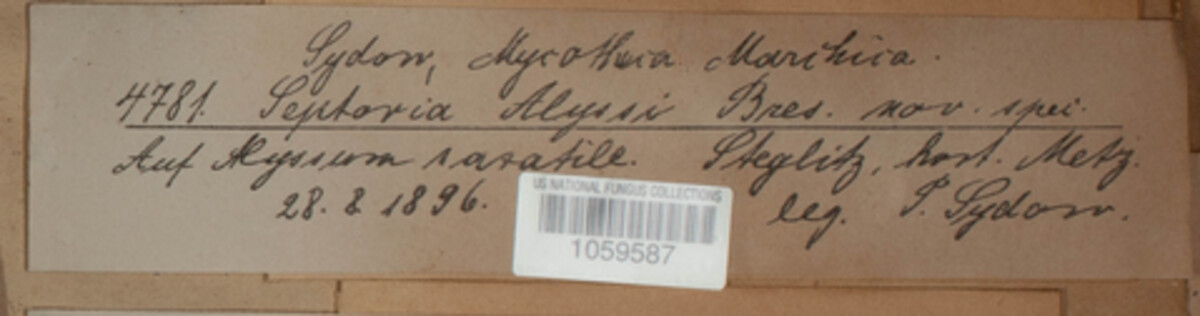 Sydow, Mycotheca Marchica.
4781. Septoria Alyssi Bres. nov. spei.
Auf Alyssum saxatile. Steglitz, hort. Metz.
28. 8. 1896. leg. P. Sydow.
US NATIONAL FUNGUS COLLECTIONS
1059587